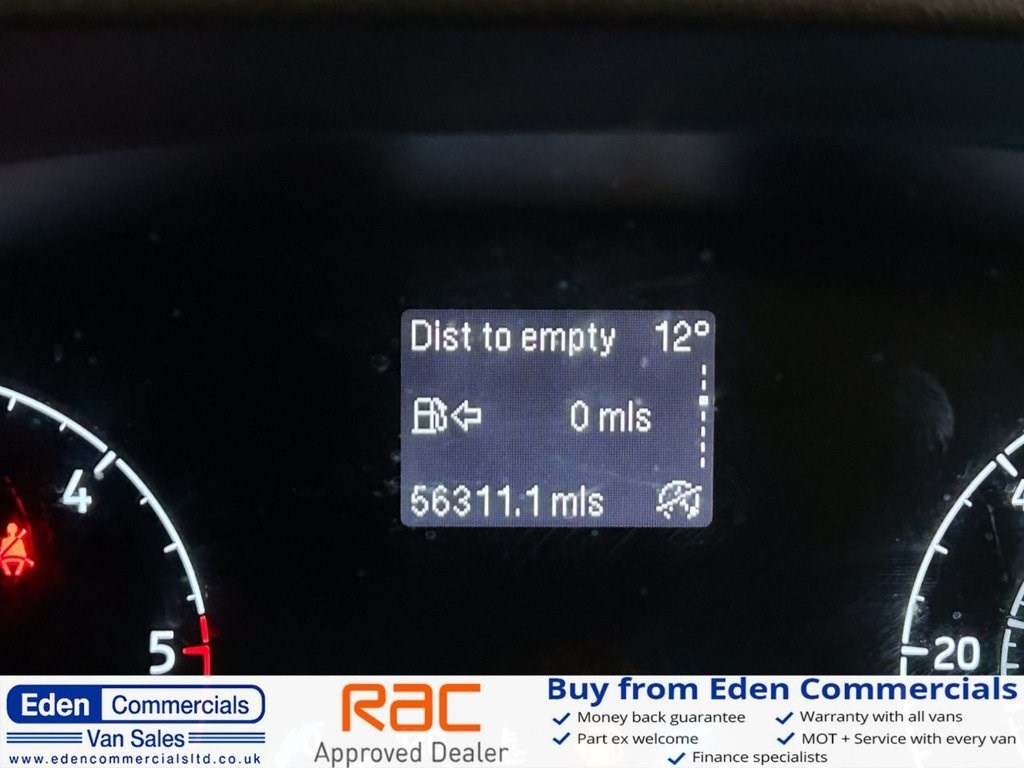 Dist to empty 12°
0 mls
56311.1 mls
4
5
4
20
Eden Commercials
Van Sales
www.edencommercialsltd.co.uk
RAC
Approved Dealer
Buy from Eden Commercials
Money back guarantee
Warranty with all vans
Part ex welcome
MOT + Service with every van
Finance specialists